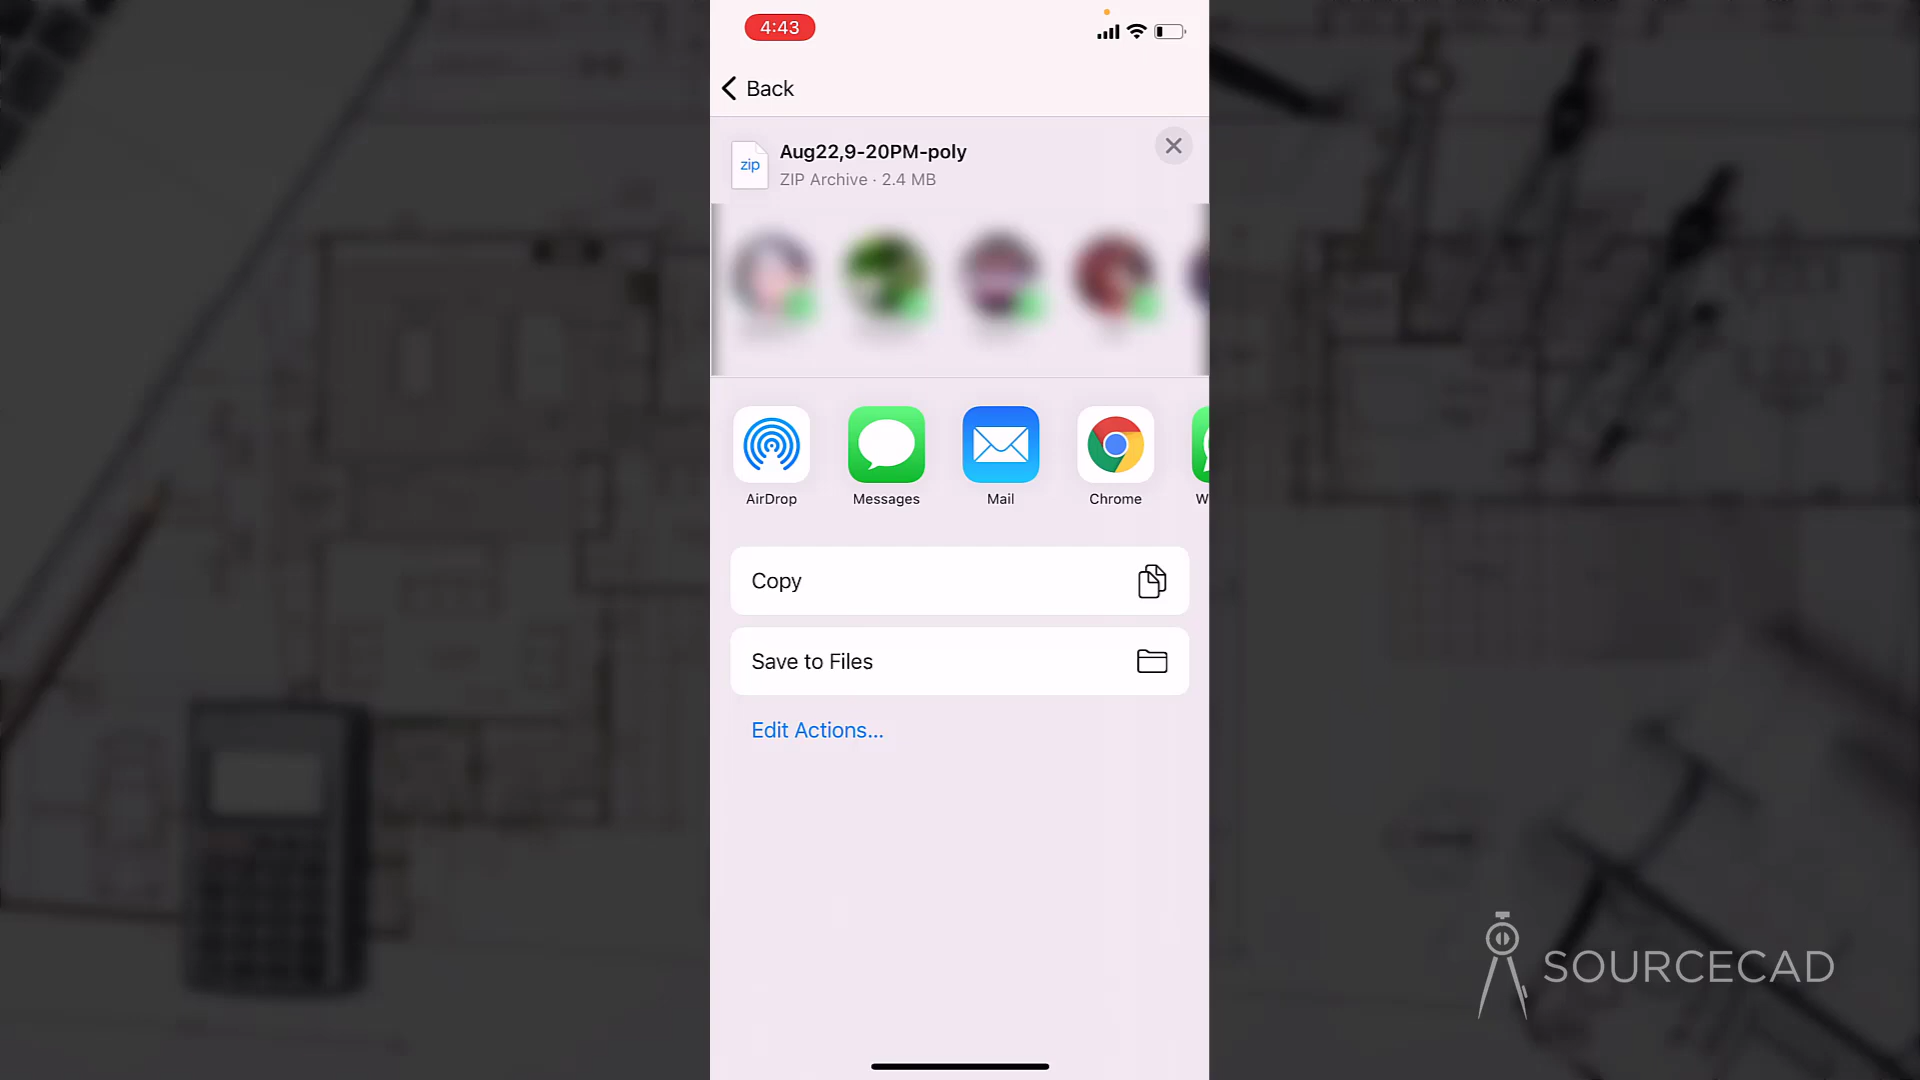 4:43
Back
zip
Aug22,9-20PM-poly
ZIP Archive · 2.4 MB
AirDrop
Messages
Mail
Chrome
W
Copy
Save to Files
Edit Actions...
SOURCECAD